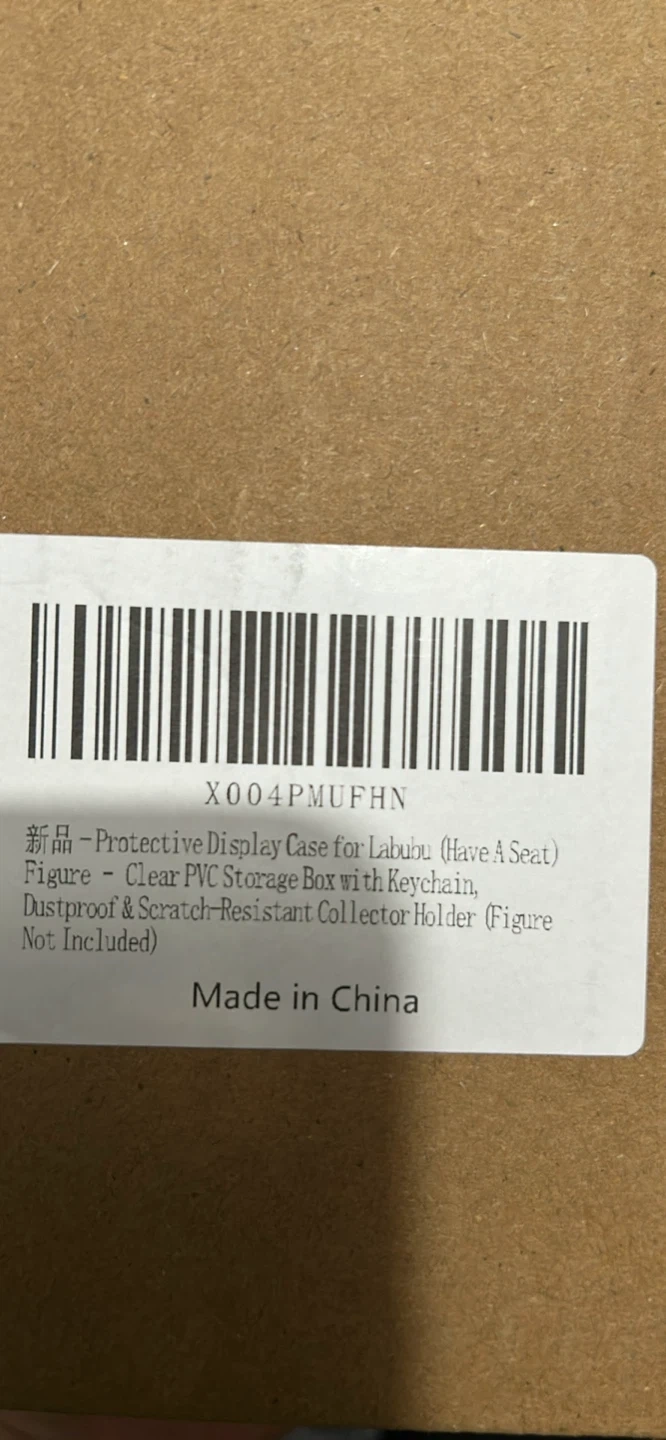 X004PMUFHN
新品 -Protective Display Case for Labubu (Have A Seat)
Figure - Clear PVC Storage Box with Keychain,
Dustproof & Scratch-Resistant Collector Holder (Figure
Not Included)
Made in China